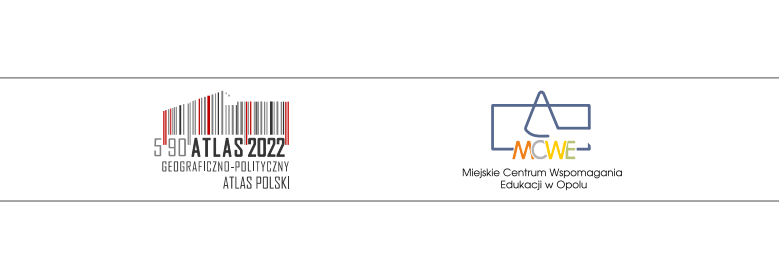 5 90 ATLAS 2022
GEOGRAFICZNO-POLITYCZNY
ATLAS POLSKI
MCWE
Miejskie Centrum Wspomagania
Edukacji w Opolu